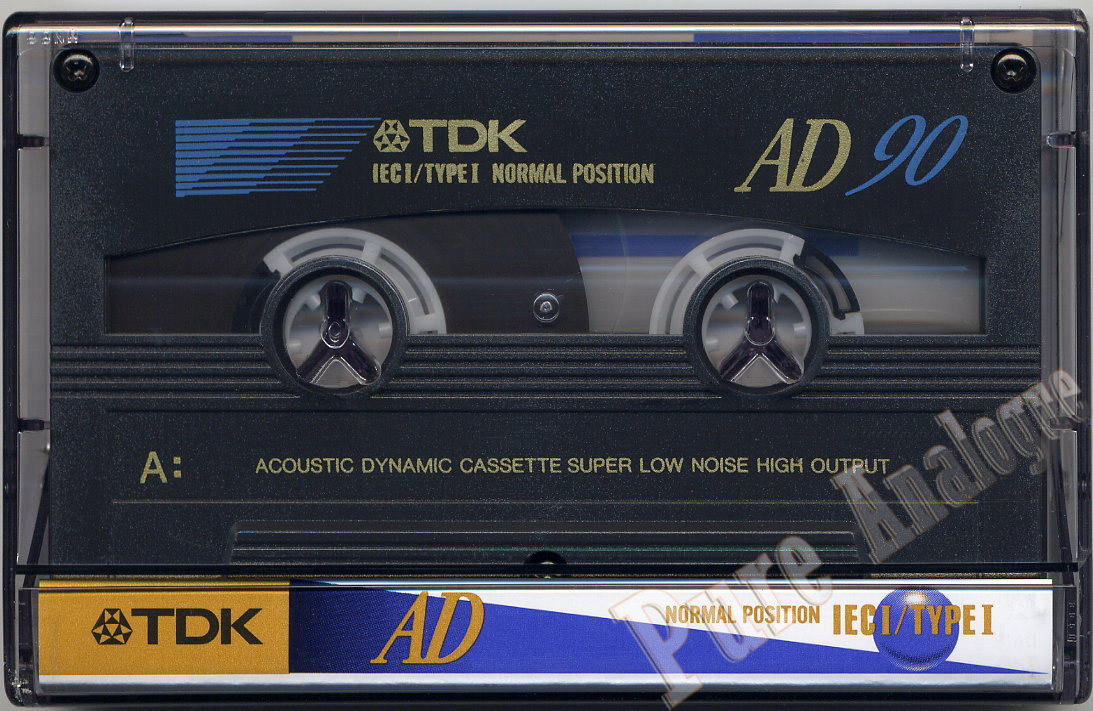 TDK
IEC I/TYPE I NORMAL POSITION
AD 90
A:
ACOUSTIC DYNAMIC CASSETTE SUPER LOW NOISE HIGH OUTPUT
TDK
AD
NORMAL POSITION IEC I/TYPE I
Pure Analogue